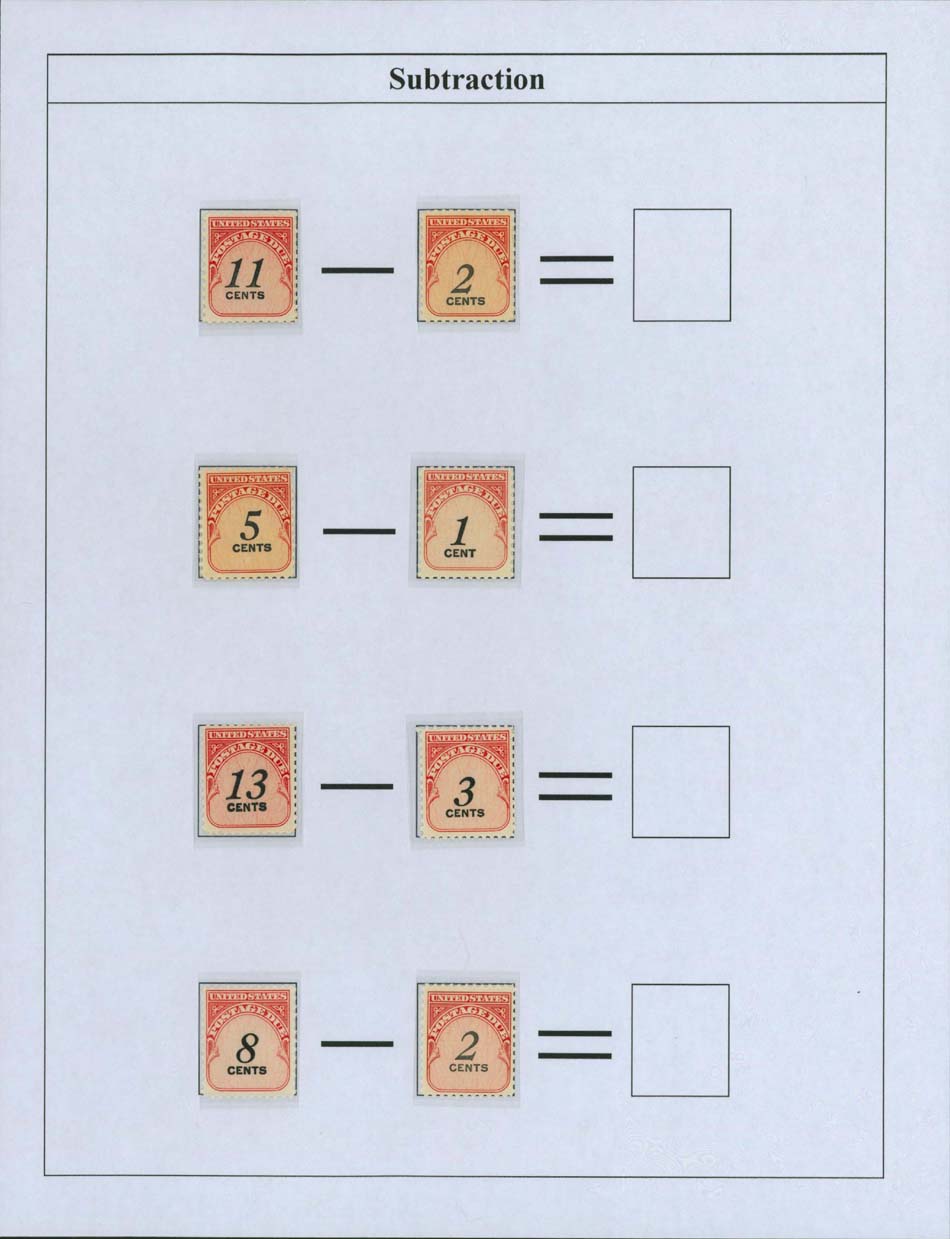 Subtraction
UNITED STATES
POSTAGE DUE
11
CENTS
—
UNITED STATES
POSTAGE DUE
2
CENTS
=
UNITED STATES
POSTAGE DUE
5
CENTS
—
UNITED STATES
POSTAGE DUE
1
CENT
=
UNITED STATES
POSTAGE DUE
13
CENTS
—
UNITED STATES
POSTAGE DUE
3
CENTS
=
UNITED STATES
POSTAGE DUE
8
CENTS
—
UNITED STATES
POSTAGE DUE
2
CENTS
=